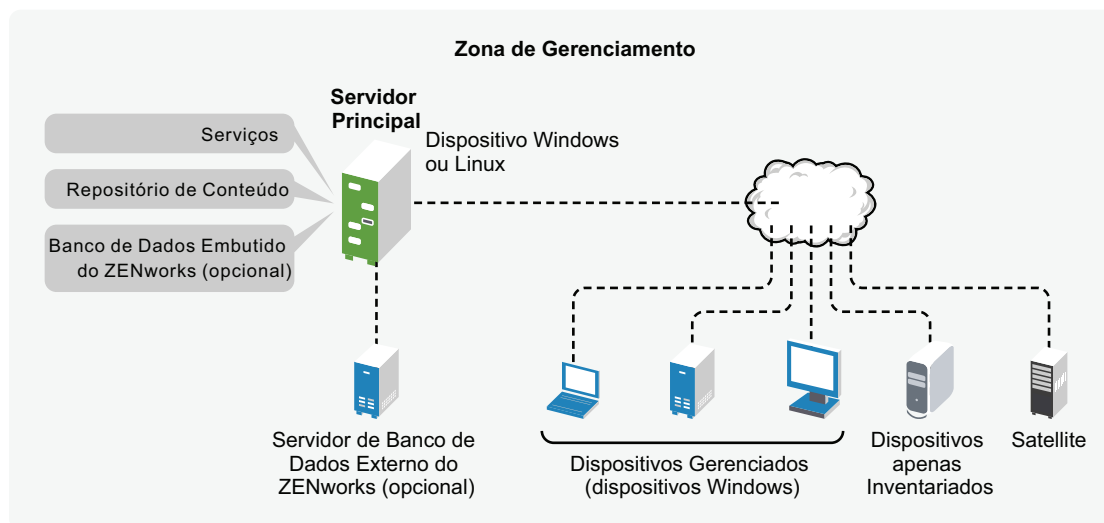 Zona de Gerenciamento
Servidor
Principal
Dispositivo Windows
ou Linux
Serviços
Repositório de Conteúdo
Banco de Dados Embutido
do ZENworks (opcional)
Servidor de Banco de
Dados Externo do
ZENworks (opcional)
Dispositivos Gerenciados
(dispositivos Windows)
Dispositivos
apenas
Inventariados
Satellite